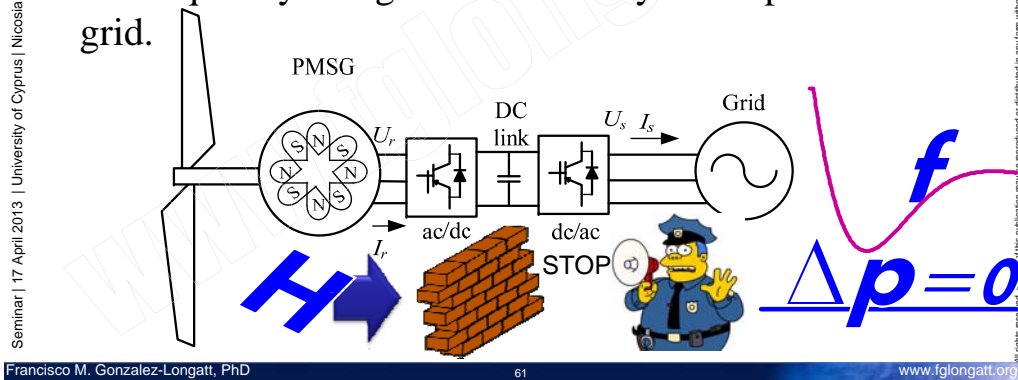 grid.
PMSG
DC
link
Grid
U_r
U_s
I_s
S
N
S
N
N
S
N
S
I_r
ac/dc
dc/ac
H
STOP
f
Δp=0
Seminar | 17 April 2013 | University of Cyprus | Nicosia
Francisco M. Gonzalez-Longatt, PhD
61
www.fglongatt.org